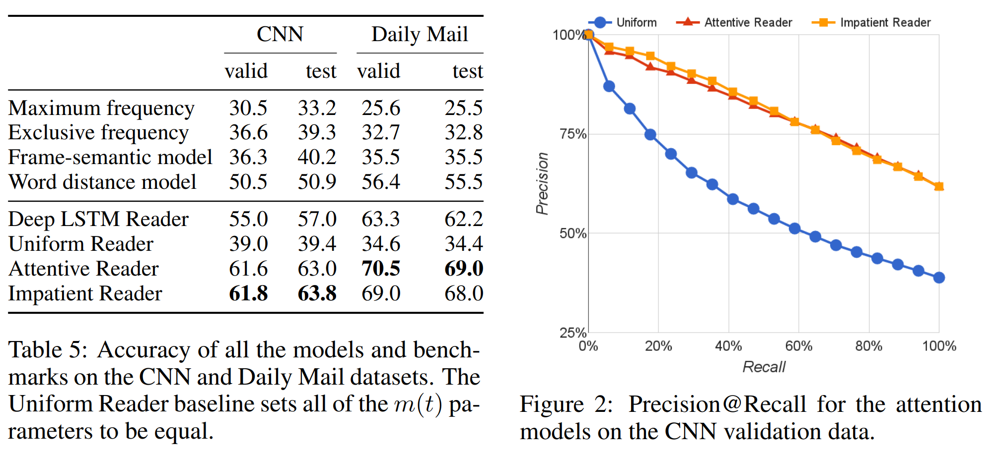 CNN Daily Mail
valid test valid test
Maximum frequency 30.5 33.2 25.6 25.5
Exclusive frequency 36.6 39.3 32.7 32.8
Frame-semantic model 36.3 40.2 35.5 35.5
Word distance model 50.5 50.9 56.4 55.5
Deep LSTM Reader 55.0 57.0 63.3 62.2
Uniform Reader 39.0 39.4 34.6 34.4
Attentive Reader 61.6 63.0 70.5 69.0
Impatient Reader 61.8 63.8 69.0 68.0
Table 5: Accuracy of all the models and bench-
marks on the CNN and Daily Mail datasets. The
Uniform Reader baseline sets all of the m(t) pa-
rameters to be equal.
Uniform Attentive Reader Impatient Reader
100%
75%
50%
25%
Precision
0% 20% 40% 60% 80% 100%
Recall
Figure 2: Precision@Recall for the attention
models on the CNN validation data.